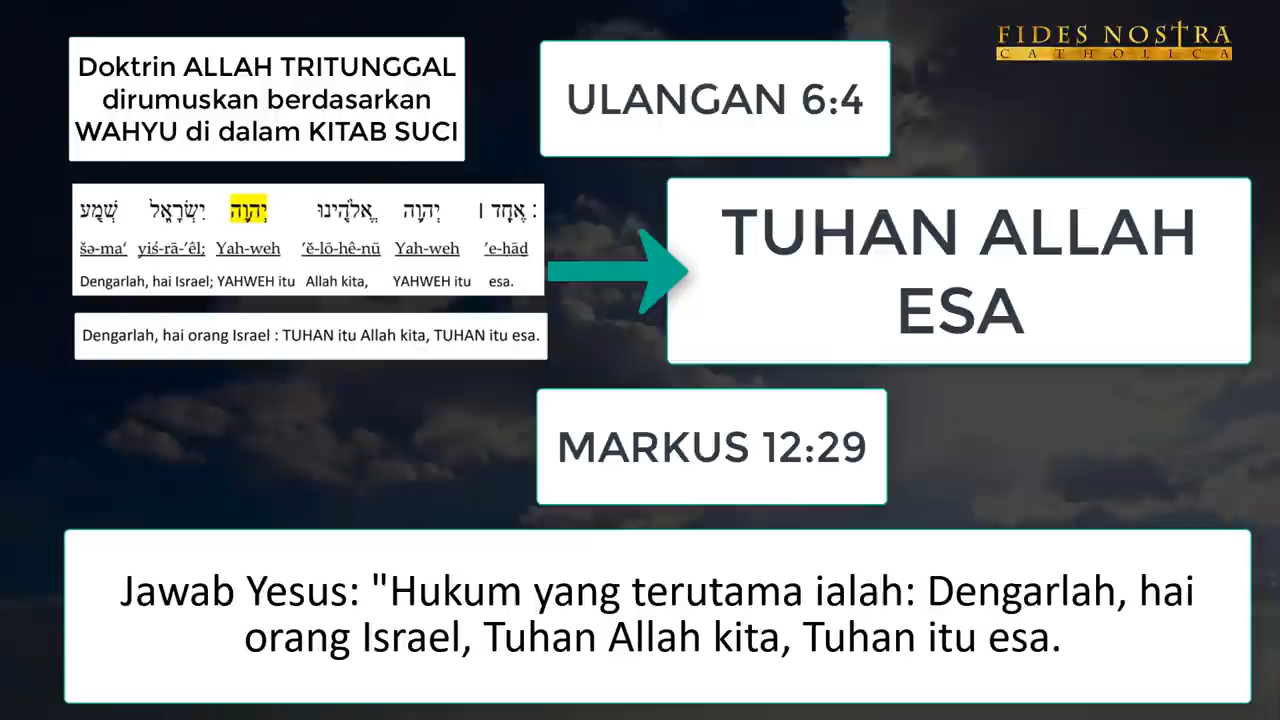 FIDES NOSTRA
CATHOLICA
Doktrin ALLAH TRITUNGGAL
dirumuskan berdasarkan
WAHYU di dalam KITAB SUCI
ULANGAN 6:4
שְׁמַ֖ע יִשְׂרָאֵ֑ל יְהוָ֥ה אֱלֹהֵ֖ינוּ יְהוָ֥ה ׀ אֶחָֽד :
šə-ma‘ yiś-rā-’êl; Yah-weh ’ĕ-lō-hê-nū Yah-weh ’e-hād
Dengarlah, hai Israel; YAHWEH itu Allah kita, YAHWEH itu esa.
Dengarlah, hai orang Israel : TUHAN itu Allah kita, TUHAN itu esa.
TUHAN ALLAH
ESA
MARKUS 12:29
Jawab Yesus: "Hukum yang terutama ialah: Dengarlah, hai
orang Israel, Tuhan Allah kita, Tuhan itu esa.